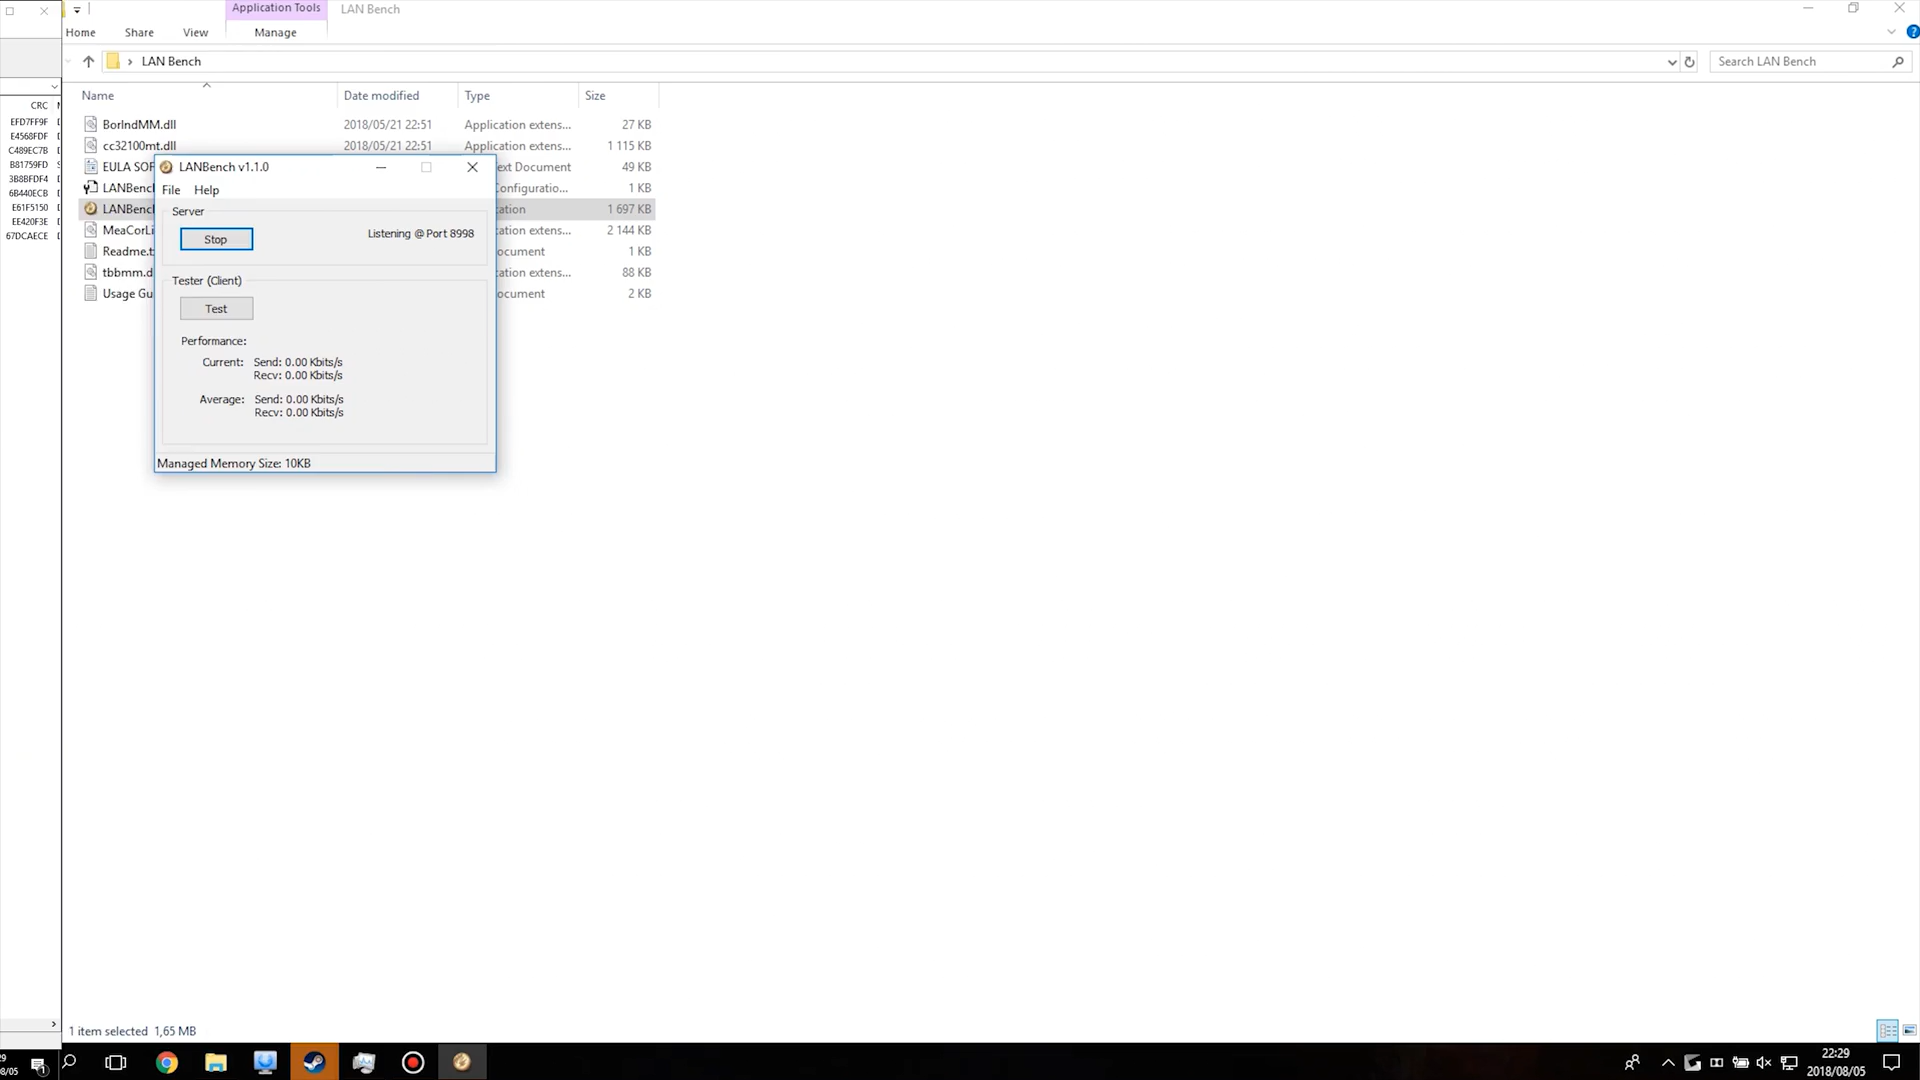 Application Tools
LAN Bench
Home
Share
View
Manage
LAN Bench
Search LAN Bench
Name
Date modified
Type
Size
CRC
EFD7FF9F
E4568FDF
C489EC7B
B81759FD
3B8BFDF4
6B440ECB
E61F5150
EE420F3E
67DCAECE
BorlndMM.dll 2018/05/21 22:51 Application extens... 27 KB
cc32100mt.dll 2018/05/21 22:51 Application extens... 1 115 KB
EULA SOF ext Document 49 KB
LANBencl Configuratio... 1 KB
LANBencl cation 1 697 KB
MeaCorLi cation extens... 2 144 KB
Readme.t ocument 1 KB
tbbmm.d cation extens... 88 KB
Usage Gu ocument 2 KB
LANBench v1.1.0
File Help
Server
Stop
Listening @ Port 8998
Tester (Client)
Test
Performance:
Current: Send: 0.00 Kbits/s
Recv: 0.00 Kbits/s
Average: Send: 0.00 Kbits/s
Recv: 0.00 Kbits/s
Managed Memory Size: 10KB
1 item selected 1,65 MB
22:29
2018/08/05